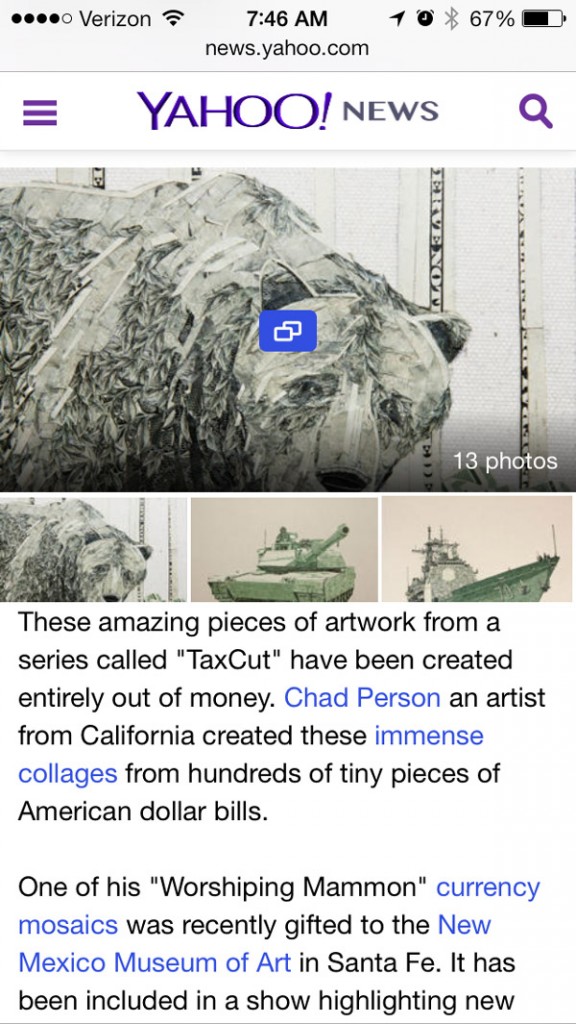 Verizon 7:46 AM 67%
news.yahoo.com
YAHOO! NEWS
13 photos
These amazing pieces of artwork from a
series called "TaxCut" have been created
entirely out of money. Chad Person an artist
from California created these immense
collages from hundreds of tiny pieces of
American dollar bills.
One of his "Worshiping Mammon" currency
mosaics was recently gifted to the New
Mexico Museum of Art in Santa Fe. It has
been included in a show highlighting new